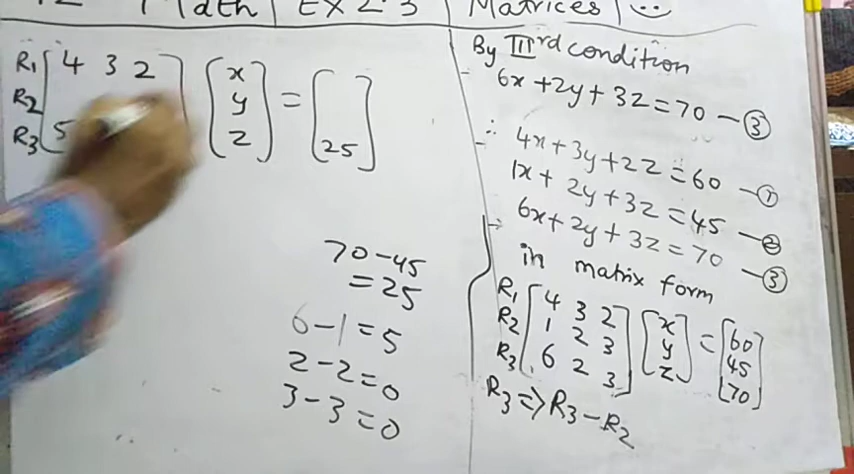 Math | EX 2.3 | Matrices | ☺
R1 [ 4 3 2 ] [ x ] = [ ]
R2 [ ] [ y ] [ ]
R3 [ 5 ] [ z ] [ 25 ]
70 - 45
= 25
6 - 1 = 5
2 - 2 = 0
3 - 3 = 0
By IIIrd condition
6x + 2y + 3z = 70 — ③
∴ 4x + 3y + 2z = 60 — ①
1x + 2y + 3z = 45 — ②
6x + 2y + 3z = 70 — ③
in matrix form
R1 [ 4 3 2 ] [ x ] = [ 60 ]
R2 [ 1 2 3 ] [ y ] [ 45 ]
R3 [ 6 2 3 ] [ z ] [ 70 ]
R3 ⇒ R3 - R2